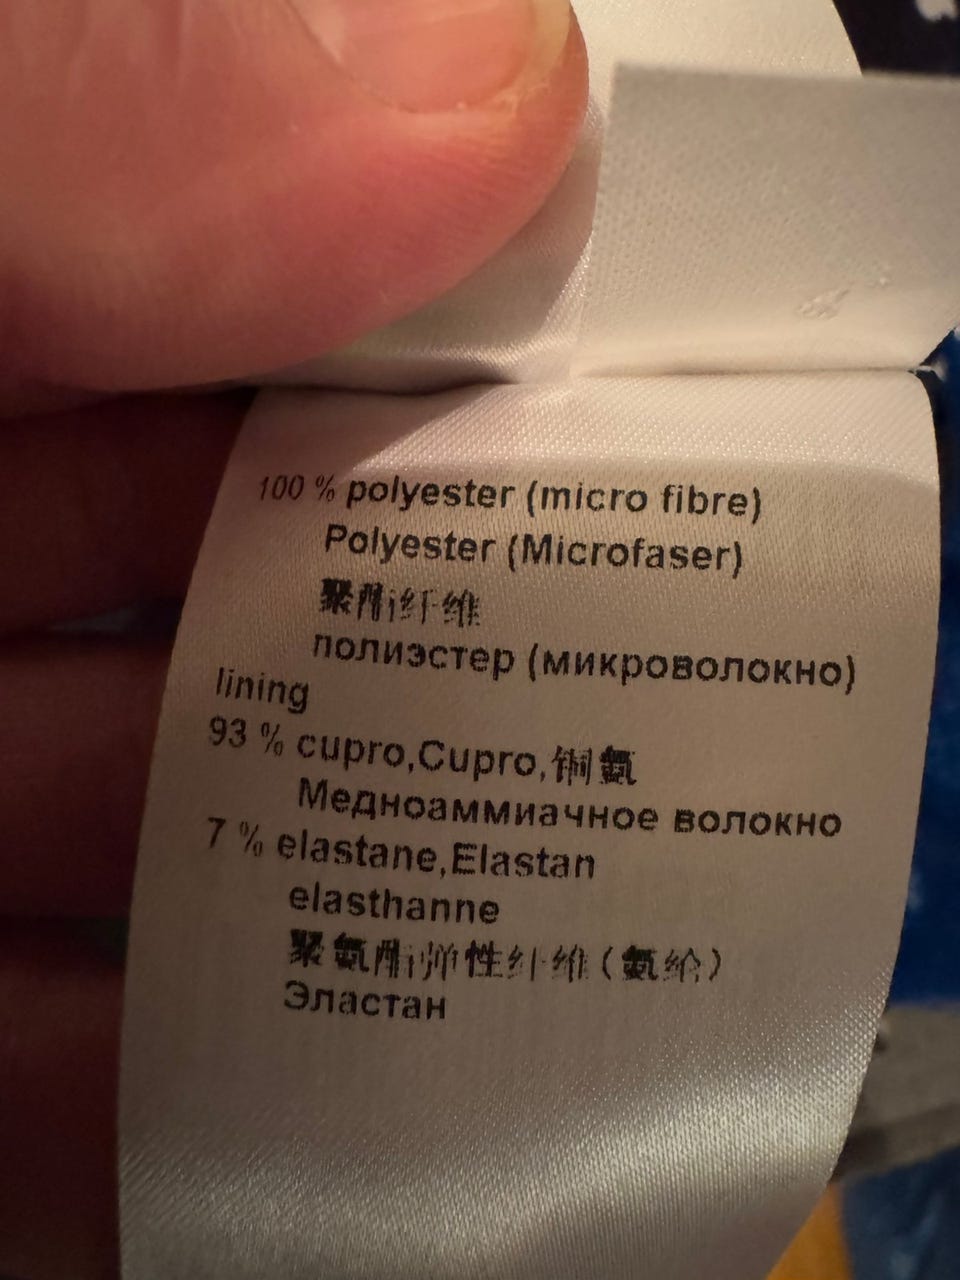 100 % polyester (micro fibre)
Polyester (Microfaser)
聚酯纤维
полиэстер (микроволокно)
lining
93 % cupro,Cupro,铜氨
Медноаммиачное волокно
7 % elastane,Elastan
elasthanne
聚氨酯弹性纤维(氨纶)
Эластан